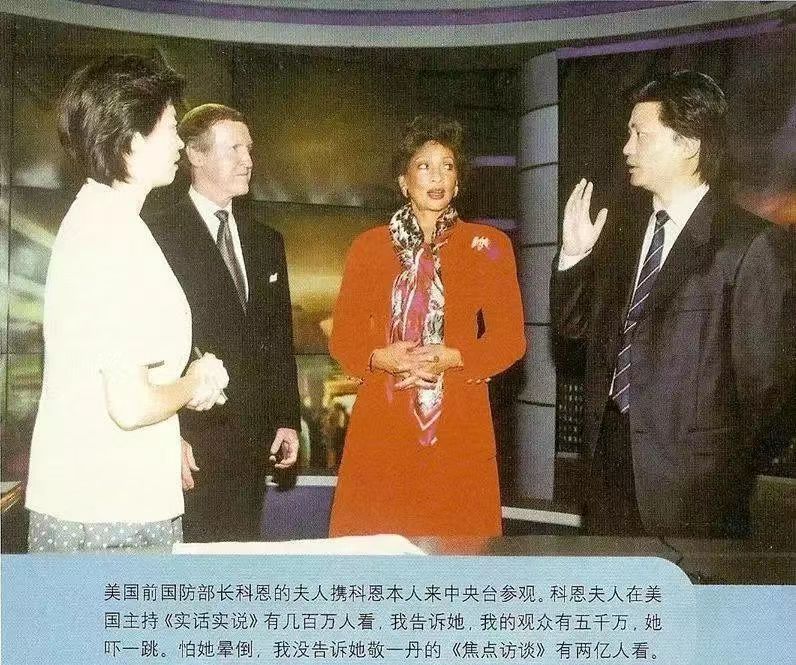 美国前国防部长科恩的夫人携科恩本人来中央台参观。科恩夫人在美
国主持《实话实说》有几百万人看，我告诉她，我的观众有五千万，她
吓一跳。怕她晕倒，我没告诉她敬一丹的《焦点访谈》有两亿人看。